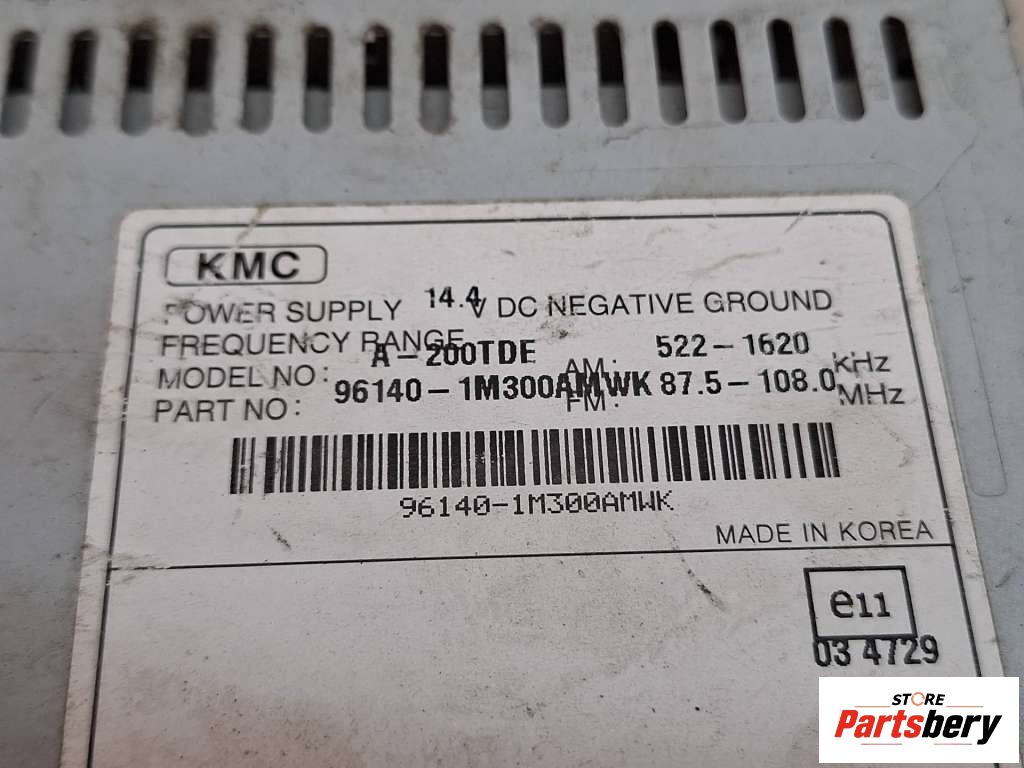 KMC
POWER SUPPLY 14.4 V DC NEGATIVE GROUND
FREQUENCY RANGE AM: 522-1620 KHz
FM: 87.5-108.0 MHz
MODEL NO: A-200TDE
PART NO: 96140-1M300AMWK
96140-1M300AMWK
MADE IN KOREA
e11
03 4729
STORE
Partsbery